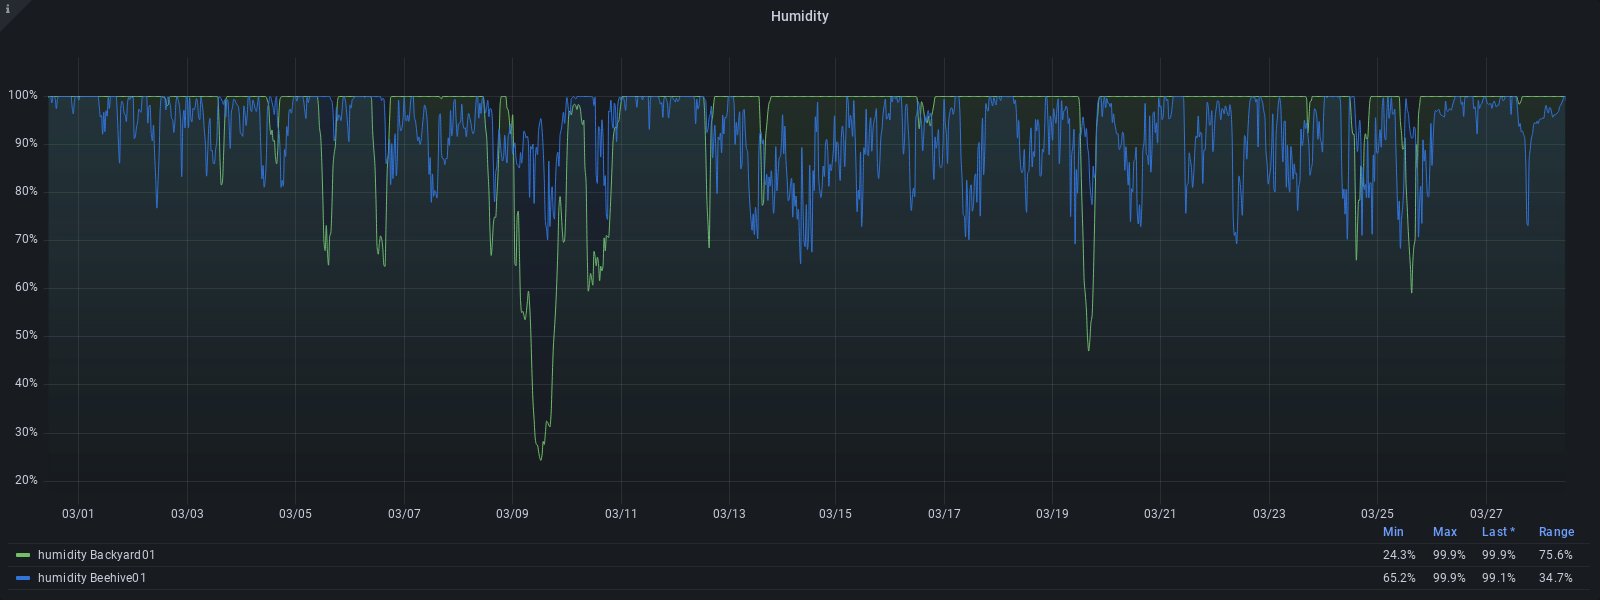 i
Humidity
100%
90%
80%
70%
60%
50%
40%
30%
20%
03/01 03/03 03/05 03/07 03/09 03/11 03/13 03/15 03/17 03/19 03/21 03/23 03/25 03/27
Min Max Last * Range
humidity Backyard01 24.3% 99.9% 99.9% 75.6%
humidity Beehive01 65.2% 99.9% 99.1% 34.7%